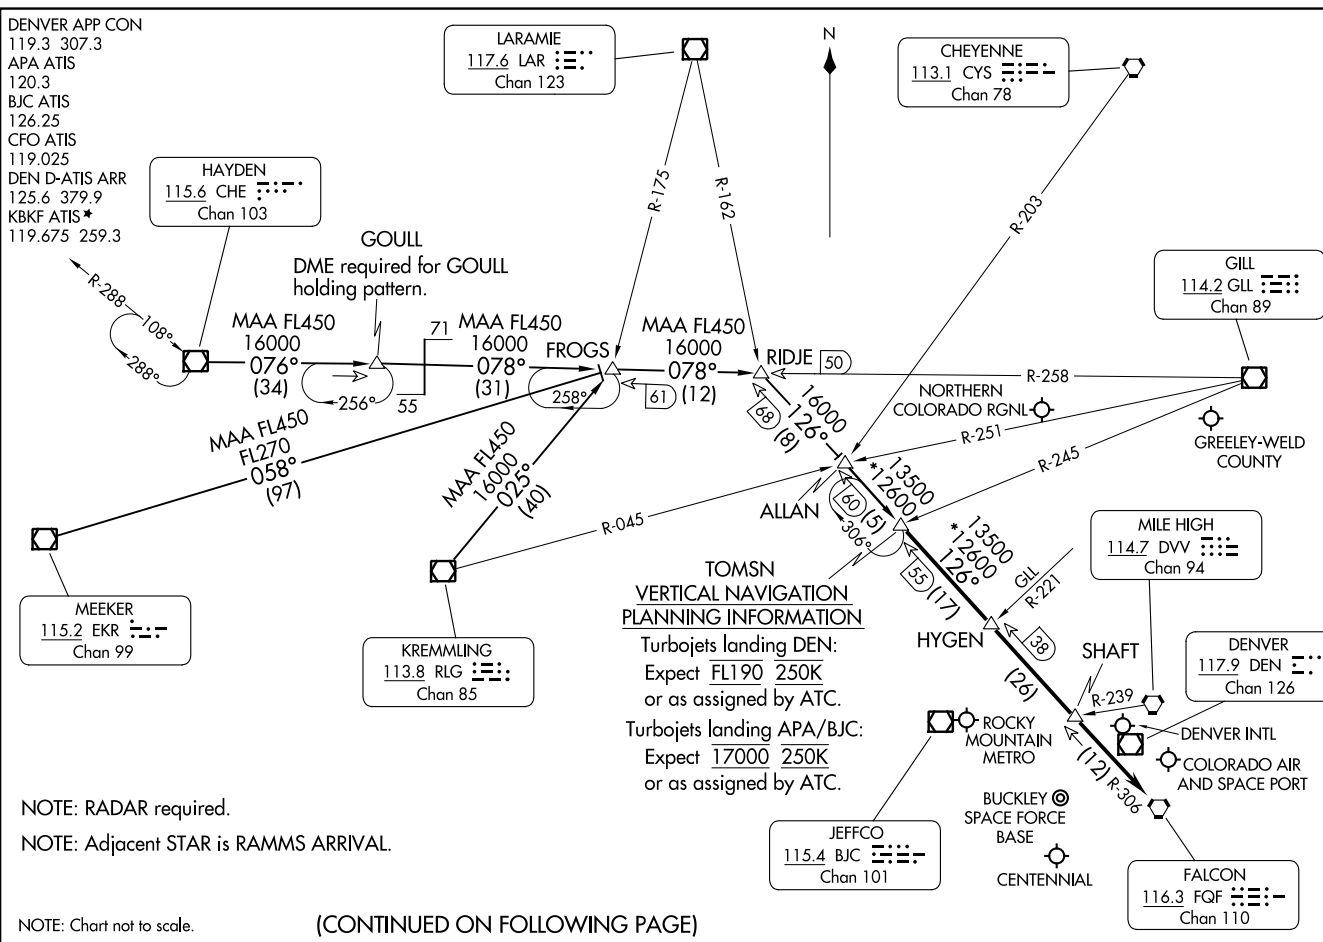 DENVER APP CON
119.3 307.3
APA ATIS
120.3
BJC ATIS
126.25
CFO ATIS
119.025
DEN D-ATIS ARR
125.6 379.9
KBKF ATIS*
119.675 259.3
HAYDEN
115.6 CHE
Chan 103
LARAMIE
117.6 LAR
Chan 123
N
CHEYENNE
113.1 CYS
Chan 78
GILL
114.2 GLL
Chan 89
R-175
R-162
R-203
R-288
108°
288°
GOULL
DME required for GOULL
holding pattern.
MAA FL450
16000
076°
(34)
256°
71
55
MAA FL450
16000
078°
(31)
FROGS
258°
61
MAA FL450
16000
078°
(12)
RIDJE
50
R-258
NORTHERN
COLORADO RGNL
R-251
R-245
GREELEY-WELD
COUNTY
68
16000
126°
(8)
MAA FL450
FL270
058°
(97)
MAA FL450
16000
025°
(40)
R-045
ALLAN
60
13500
*12600
(5)
306°
MEEKER
115.2 EKR
Chan 99
KREMMLING
113.8 RLG
Chan 85
TOMSN
VERTICAL NAVIGATION
PLANNING INFORMATION
Turbojets landing DEN:
Expect FL190 250K
or as assigned by ATC.
Turbojets landing APA/BJC:
Expect 17000 250K
or as assigned by ATC.
55
13500
*12600
126°
(17)
GLL
R-221
HYGEN
38
(26)
MILE HIGH
114.7 DVV
Chan 94
SHAFT
R-239
DENVER
117.9 DEN
Chan 126
DENVER INTL
COLORADO AIR
AND SPACE PORT
(12)
R-306
ROCKY
MOUNTAIN
METRO
BUCKLEY
SPACE FORCE
BASE
CENTENNIAL
JEFFCO
115.4 BJC
Chan 101
FALCON
116.3 FQF
Chan 110
NOTE: RADAR required.
NOTE: Adjacent STAR is RAMMS ARRIVAL.
NOTE: Chart not to scale.
(CONTINUED ON FOLLOWING PAGE)